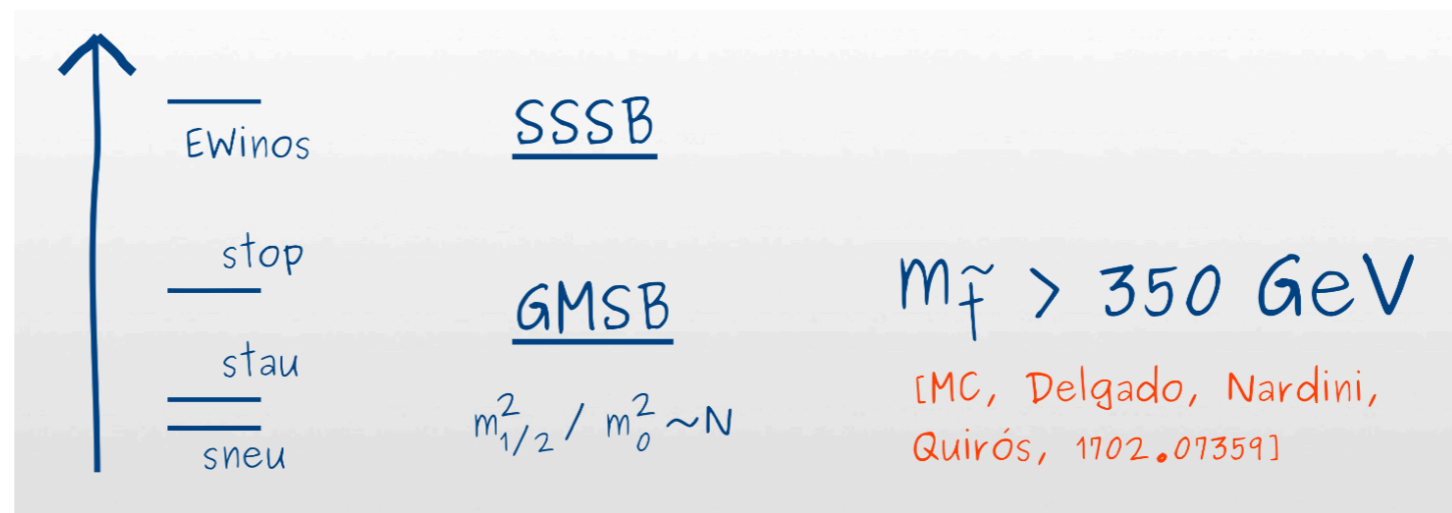 EWinos
SSSB
stop
GMSB
m_t̃ > 350 GeV
stau
[MC, Delgado, Nardini,
m²_1/2 / m²_0 ~N
Quirós, 1702.07359]
sneu